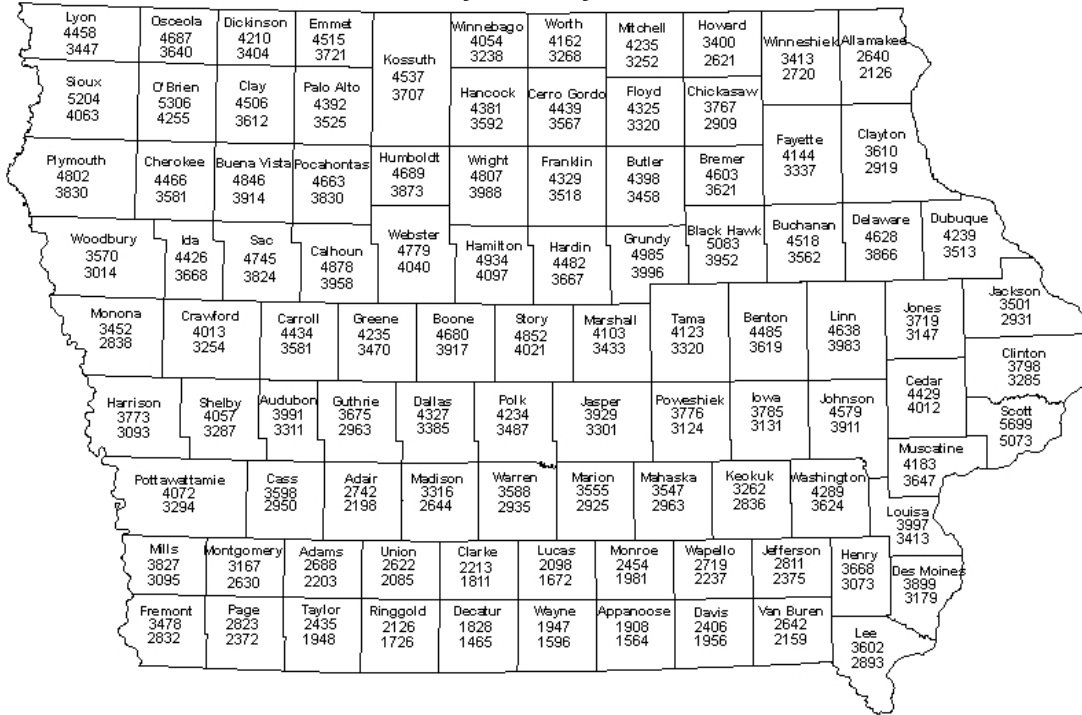 Lyon
4458
3447
Osceola
4687
3640
Dickinson
4210
3404
Emmet
4515
3721
Kossuth
4537
3707
Winnebago
4054
3238
Worth
4162
3268
Mitchell
4235
3252
Howard
3400
2621
Winneshiek
3413
2720
Allamakee
2640
2126
Sioux
5204
4063
O'Brien
5306
4255
Clay
4506
3612
Palo Alto
4392
3525
Hancock
4381
3592
Cerro Gordo
4439
3567
Floyd
4325
3320
Chickasaw
3767
2909
Fayette
4144
3337
Clayton
3610
2919
Plymouth
4802
3830
Cherokee
4466
3581
Buena Vista
4846
3914
Pocahontas
4663
3830
Humboldt
4689
3873
Wright
4807
3988
Franklin
4329
3518
Butler
4398
3458
Bremer
4603
3621
Woodbury
3570
3014
Ida
4426
3668
Sac
4745
3824
Calhoun
4878
3958
Webster
4779
4040
Hamilton
4934
4097
Hardin
4482
3667
Grundy
4985
3996
Black Hawk
5083
3952
Buchanan
4518
3562
Delaware
4628
3866
Dubuque
4239
3513
Monona
3452
2838
Crawford
4013
3254
Carroll
4434
3581
Greene
4235
3470
Boone
4680
3917
Story
4852
4021
Marshall
4103
3433
Tama
4123
3320
Benton
4485
3619
Linn
4638
3983
Jones
3719
3147
Jackson
3501
2931
Clinton
3798
3285
Harrison
3773
3093
Shelby
4057
3287
Audubon
3991
3311
Guthrie
3675
2963
Dallas
4327
3385
Polk
4234
3487
Jasper
3929
3301
Poweshiek
3776
3124
Iowa
3785
3131
Johnson
4579
3911
Cedar
4429
4012
Scott
5699
5073
Muscatine
4183
3647
Pottawattamie
4072
3294
Cass
3598
2950
Adair
2742
2198
Madison
3316
2644
Warren
3588
2935
Marion
3555
2925
Mahaska
3547
2963
Keokuk
3262
2836
Washington
4289
3624
Louisa
3997
3413
Mills
3827
3095
Montgomery
3167
2630
Adams
2688
2203
Union
2622
2085
Clarke
2213
1811
Lucas
2098
1672
Monroe
2454
1981
Wapello
2719
2237
Jefferson
2811
2375
Henry
3668
3073
Des Moines
3899
3179
Fremont
3478
2832
Page
2823
2372
Taylor
2435
1948
Ringgold
2126
1726
Decatur
1828
1465
Wayne
1947
1596
Appanoose
1908
1564
Davis
2406
1956
Van Buren
2642
2159
Lee
3602
2893